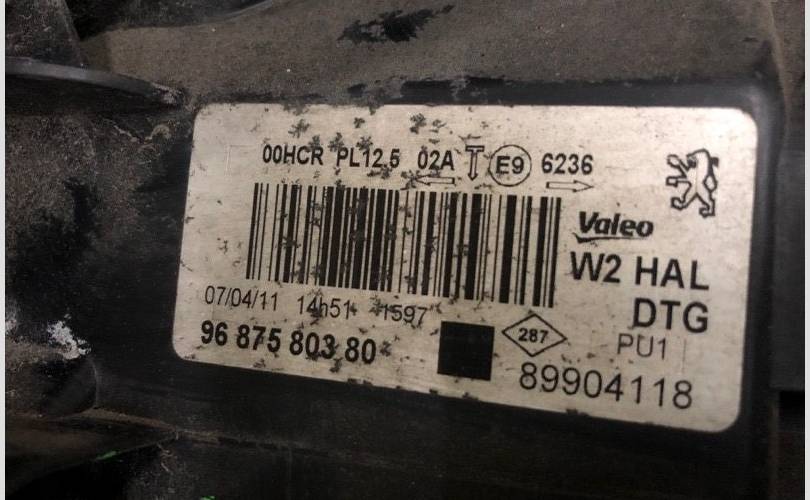 00HCR PL12.5 02A E9 6236
Valeo
W2 HAL
DTG
07/04/11 14h51 1597
PU1
96 875 803 80
287
89904118